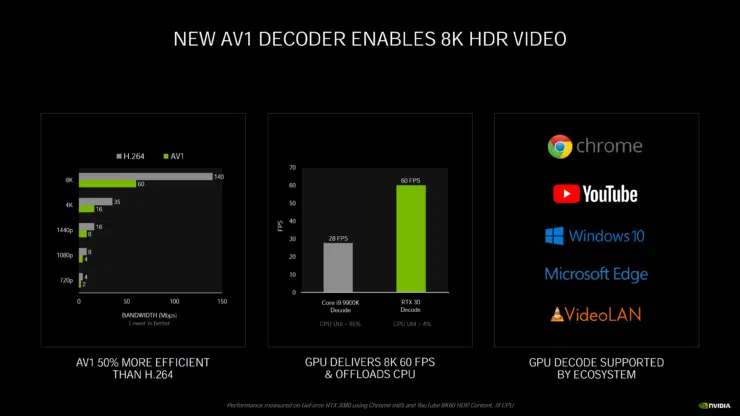 NEW AV1 DECODER ENABLES 8K HDR VIDEO
H.264 AV1
8K
140
60
4K
35
16
1440p
16
8
1080p
8
4
720p
4
2
0 50 100 150
BANDWIDTH (Mbps)
Lower is better
AV1 50% MORE EFFICIENT
THAN H.264
70
60
50
40
30
20
10
0
FPS
28 FPS
60 FPS
Core i9 9900K
Decode
RTX 30
Decode
CPU Util – 85%
CPU Util – 4%
GPU DELIVERS 8K 60 FPS
& OFFLOADS CPU
chrome
YouTube
Windows 10
Microsoft Edge
VideoLAN
GPU DECODE SUPPORTED
BY ECOSYSTEM
Performance measured on GeForce RTX 3080 using Chrome m85 and YouTube 8K60 HDR Content, i9 CPU
NVIDIA